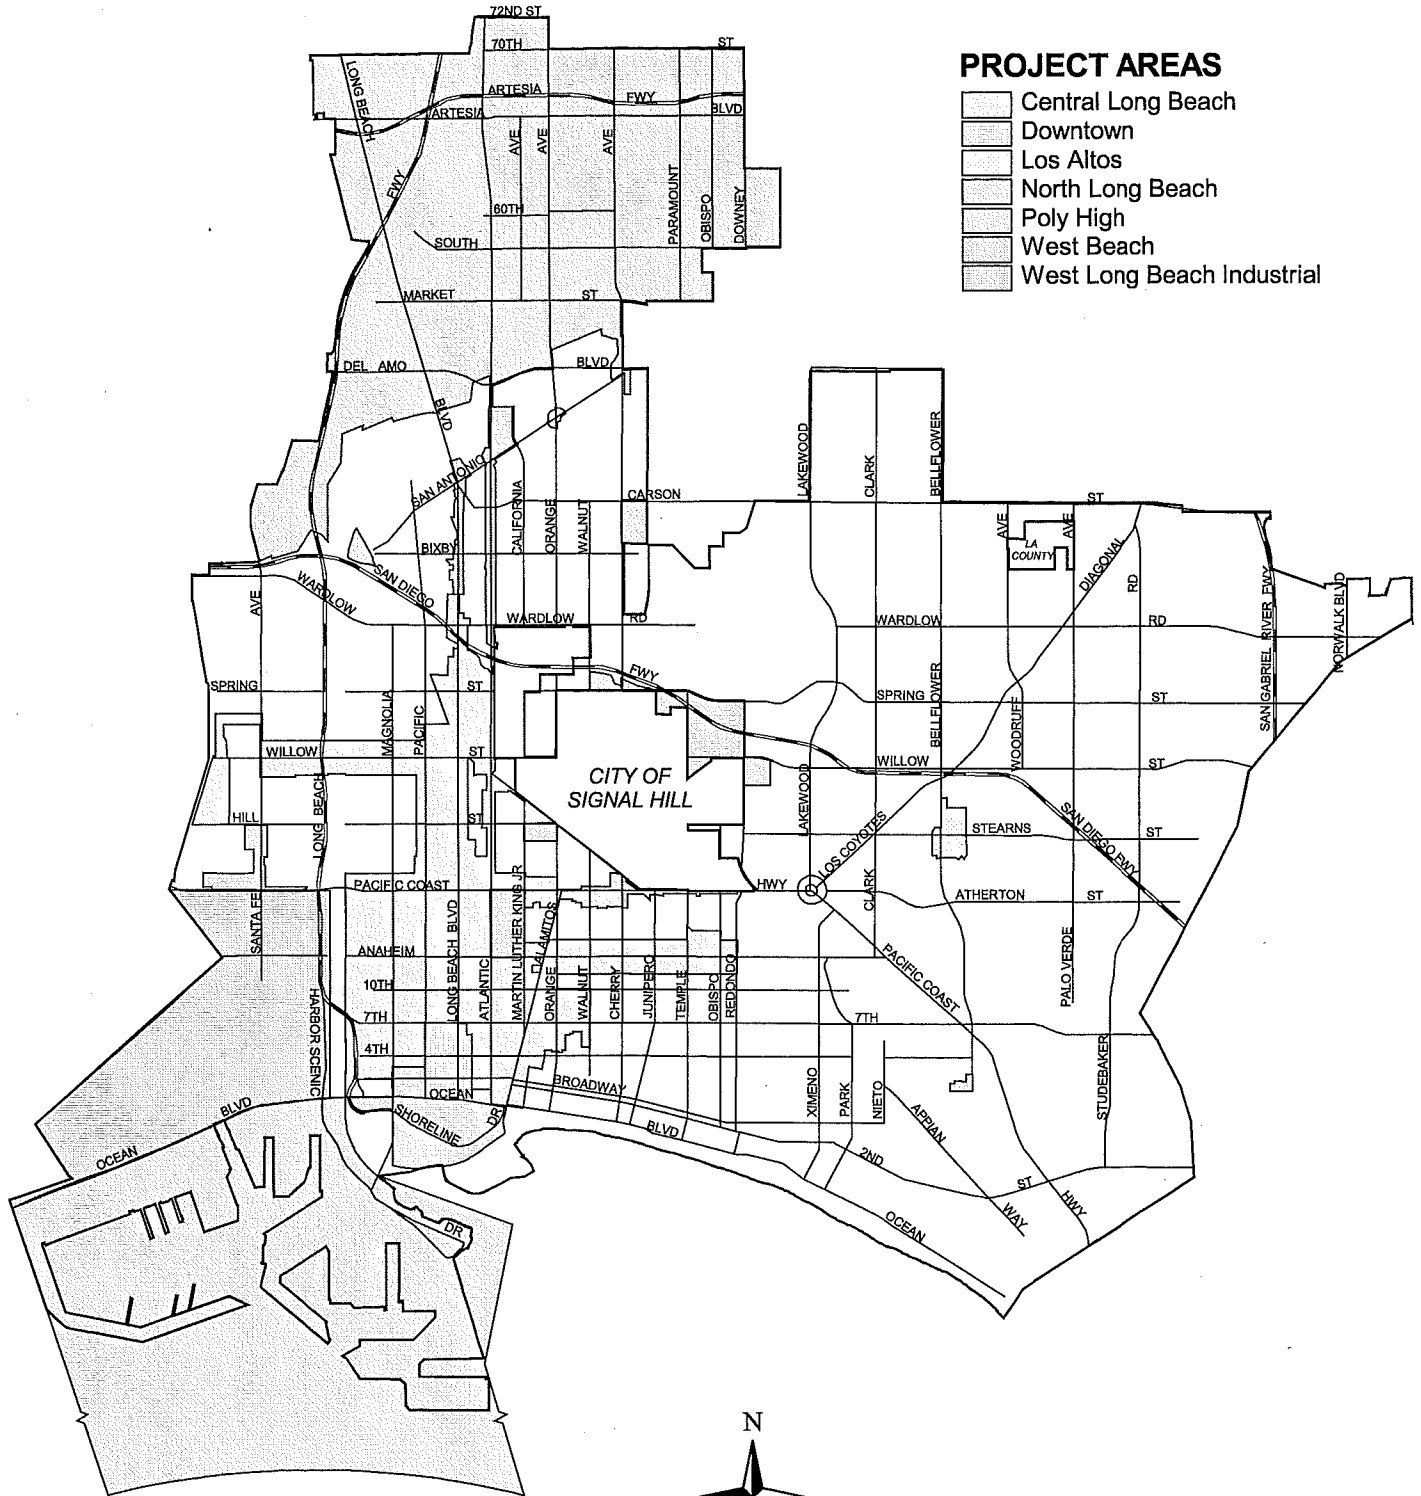 72ND ST
70TH ST
LONG BEACH
ARTESIA FWY
ARTESIA BLVD
AVE
AVE
AVE
FWY
PARAMOUNT
OBISPO
DOWNEY
60TH
SOUTH
MARKET ST
DEL AMO BLVD
BLVD
PROJECT AREAS
Central Long Beach
Downtown
Los Altos
North Long Beach
Poly High
West Beach
West Long Beach Industrial
LAKEWOOD
CLARK
BELLFLOWER
SAN ANTONIO
CARSON ST
CALIFORNIA
ORANGE
WALNUT
AVE
AVE
LA COUNTY
DIAGONAL
RD
BIXBY
SAN DIEGO
WARDLOW
AVE
WARDLOW RD
WARDLOW RD
SAN GABRIEL RIVER FWY
NORWALK BLVD
FWY
SPRING ST
SPRING ST
MAGNOLIA
PACIFIC
BELLFLOWER
WOODRUFF
WILLOW ST
WILLOW ST
CITY OF
SIGNAL HILL
LONG BEACH
LAKEWOOD
HILL ST
LOS COYOTES
STEARNS ST
SAN DIEGO FWY
PACIFIC COAST HWY
CLARK
ATHERTON ST
SANTA FE
LONG BEACH BLVD
ATLANTIC
MARTIN LUTHER KING JR
ALAMITOS
ORANGE
WALNUT
CHERRY
JUNIPERO
TEMPLE
OBISPO
REDONDO
ANAHEIM
PACIFIC COAST
PALO VERDE
10TH
7TH
7TH
4TH
HARBOR SCENIC
BROADWAY
OCEAN
XIMENO
PARK
NIETO
APPIAN
STUDEBAKER
OCEAN BLVD
SHORELINE DR
BLVD
2ND ST
DR
OCEAN
WAY
HWY
N